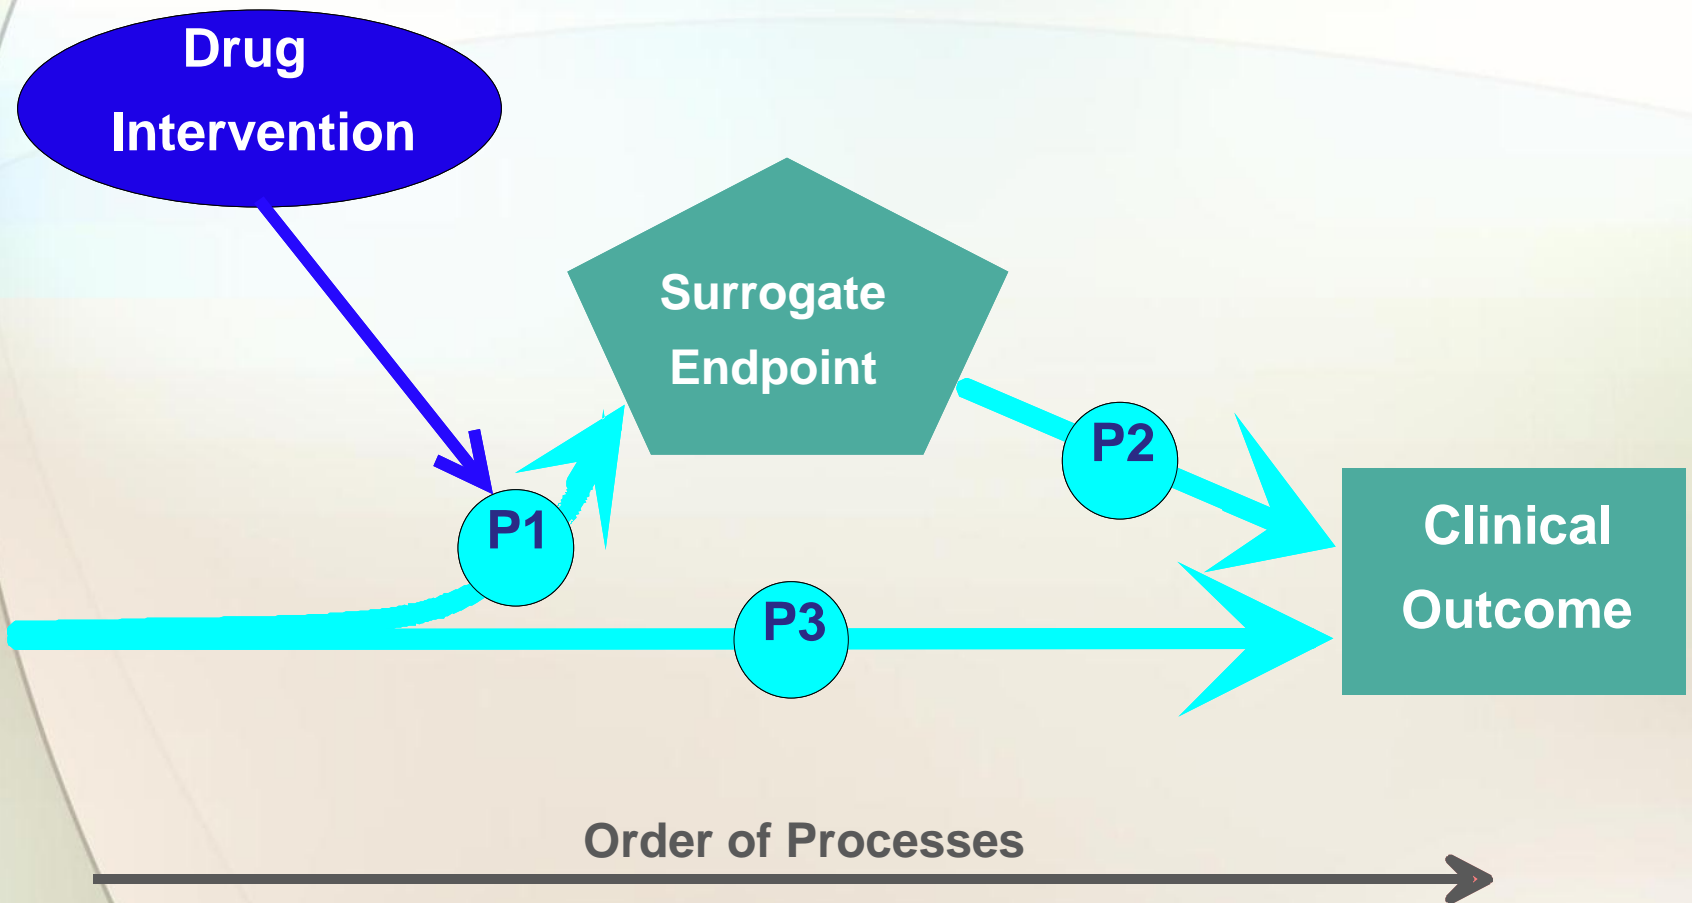 Drug
Intervention
Surrogate
Endpoint
P1
P2
P3
Clinical
Outcome
Order of Processes